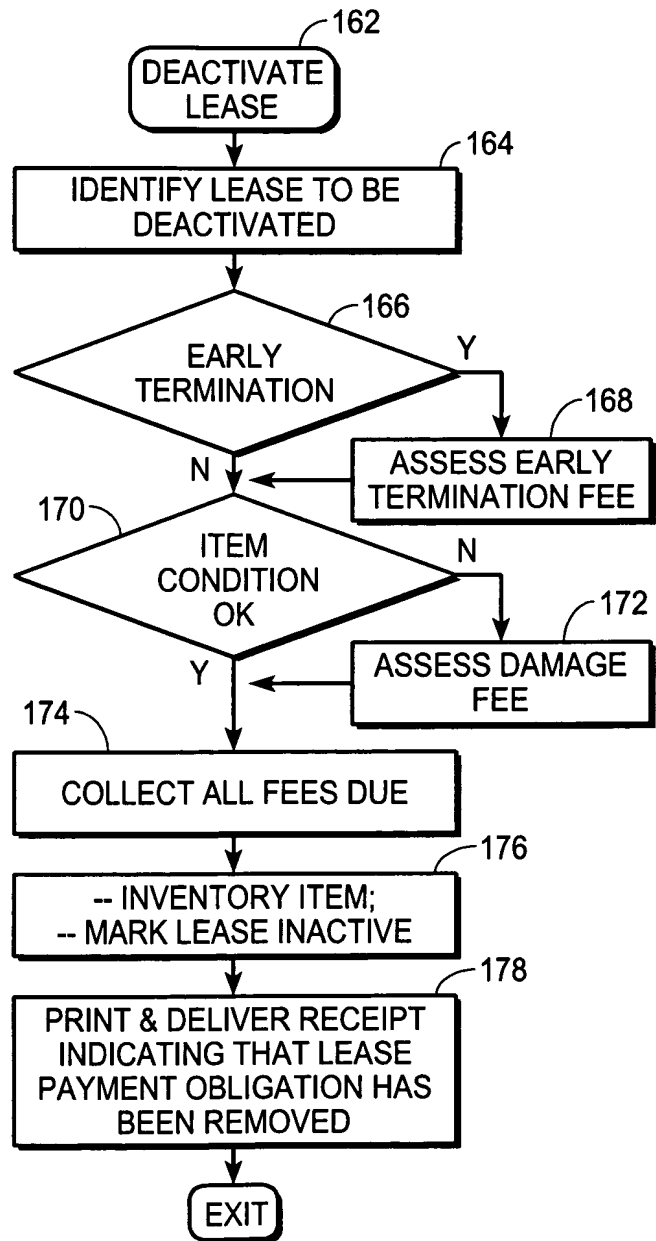 162
DEACTIVATE
LEASE
164
IDENTIFY LEASE TO BE
DEACTIVATED
166
EARLY
TERMINATION
Y
168
ASSESS EARLY
TERMINATION FEE
N
170
ITEM
CONDITION
OK
N
172
ASSESS DAMAGE
FEE
Y
174
COLLECT ALL FEES DUE
176
-- INVENTORY ITEM;
-- MARK LEASE INACTIVE
178
PRINT & DELIVER RECEIPT
INDICATING THAT LEASE
PAYMENT OBLIGATION HAS
BEEN REMOVED
EXIT